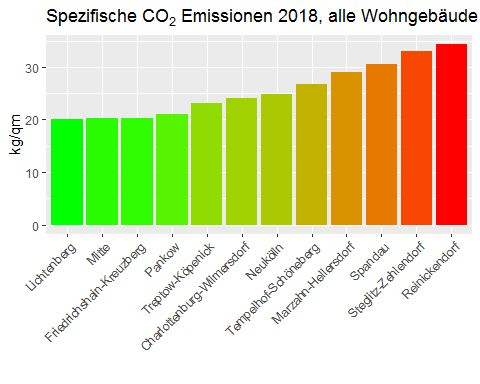 Spezifische CO₂ Emissionen 2018, alle Wohngebäude
kg/qm
30
20
10
0
Lichtenberg
Mitte
Friedrichshain-Kreuzberg
Pankow
Treptow-Köpenick
Charlottenburg-Wilmersdorf
Neukölln
Tempelhof-Schöneberg
Marzahn-Hellersdorf
Spandau
Steglitz-Zehlendorf
Reinickendorf